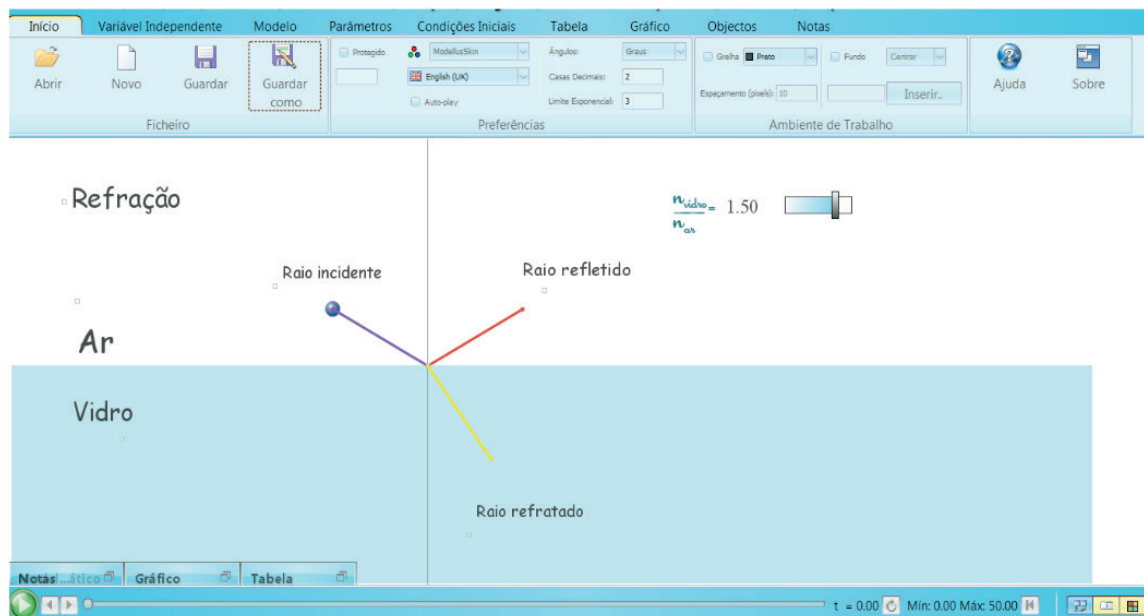 Início Variável Independente Modelo Parâmetros Condições Iniciais Tabela Gráfico Objectos Notas
Abrir Novo Guardar Guardar como
Ficheiro
Protegido
ModellusSkin
English (UK)
Auto-play
Ângulos: Graus
Casas Decimais: 2
Limite Exponencial: 3
Preferências
Grelha Preto Fundo Centrar
Espaçamento (pixels): 10 Inserir..
Ambiente de Trabalho
Ajuda Sobre
Refração
n vidro = 1.50
n ar
Raio incidente
Raio refletido
Ar
Vidro
Raio refratado
Notas Gráfico Tabela
t = 0.00 Mín: 0.00 Máx: 50.00